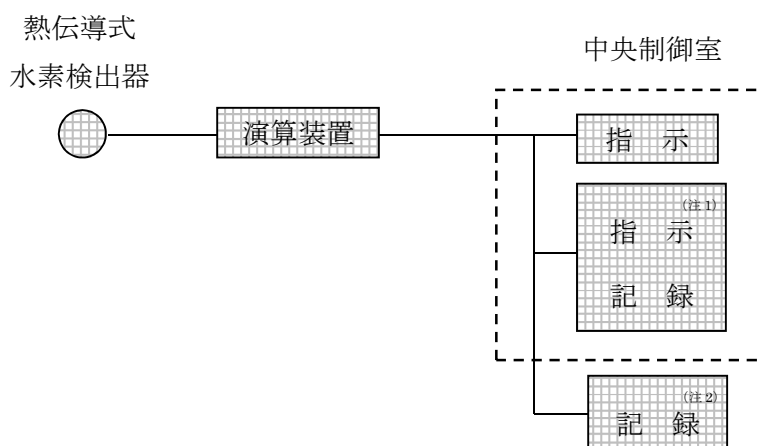 熱伝導式
水素検出器
演算装置
中央制御室
指 示
(注 1)
指 示
記 録
(注 2)
記 録